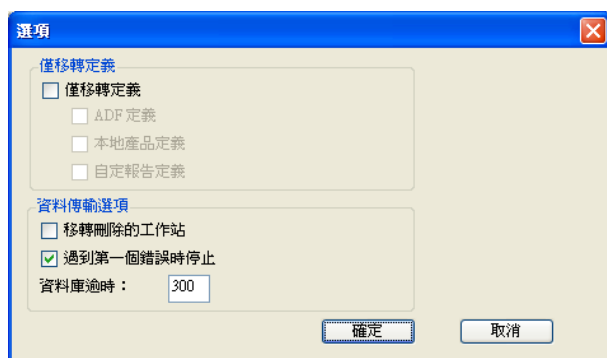 選項
僅移轉定義
僅移轉定義
ADF 定義
本地產品定義
自定報告定義
資料傳輸選項
移轉刪除的工作站
遇到第一個錯誤時停止
資料庫逾時： 300
確定 取消